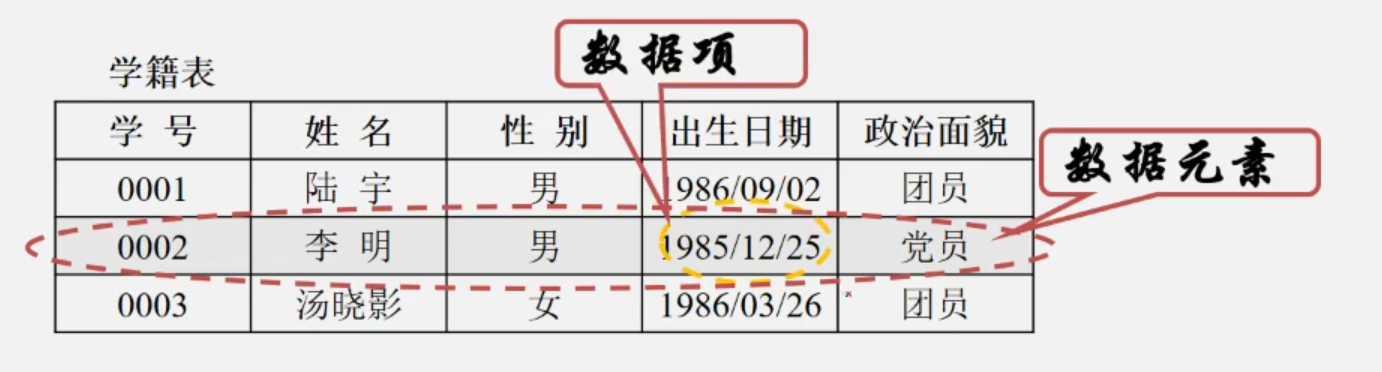 数据项
学籍表
学 号 姓 名 性 别 出生日期 政治面貌
数据元素
0001 陆 宇 男 1986/09/02 团员
0002 李 明 男 1985/12/25 党员
0003 汤晓影 女 1986/03/26 团员